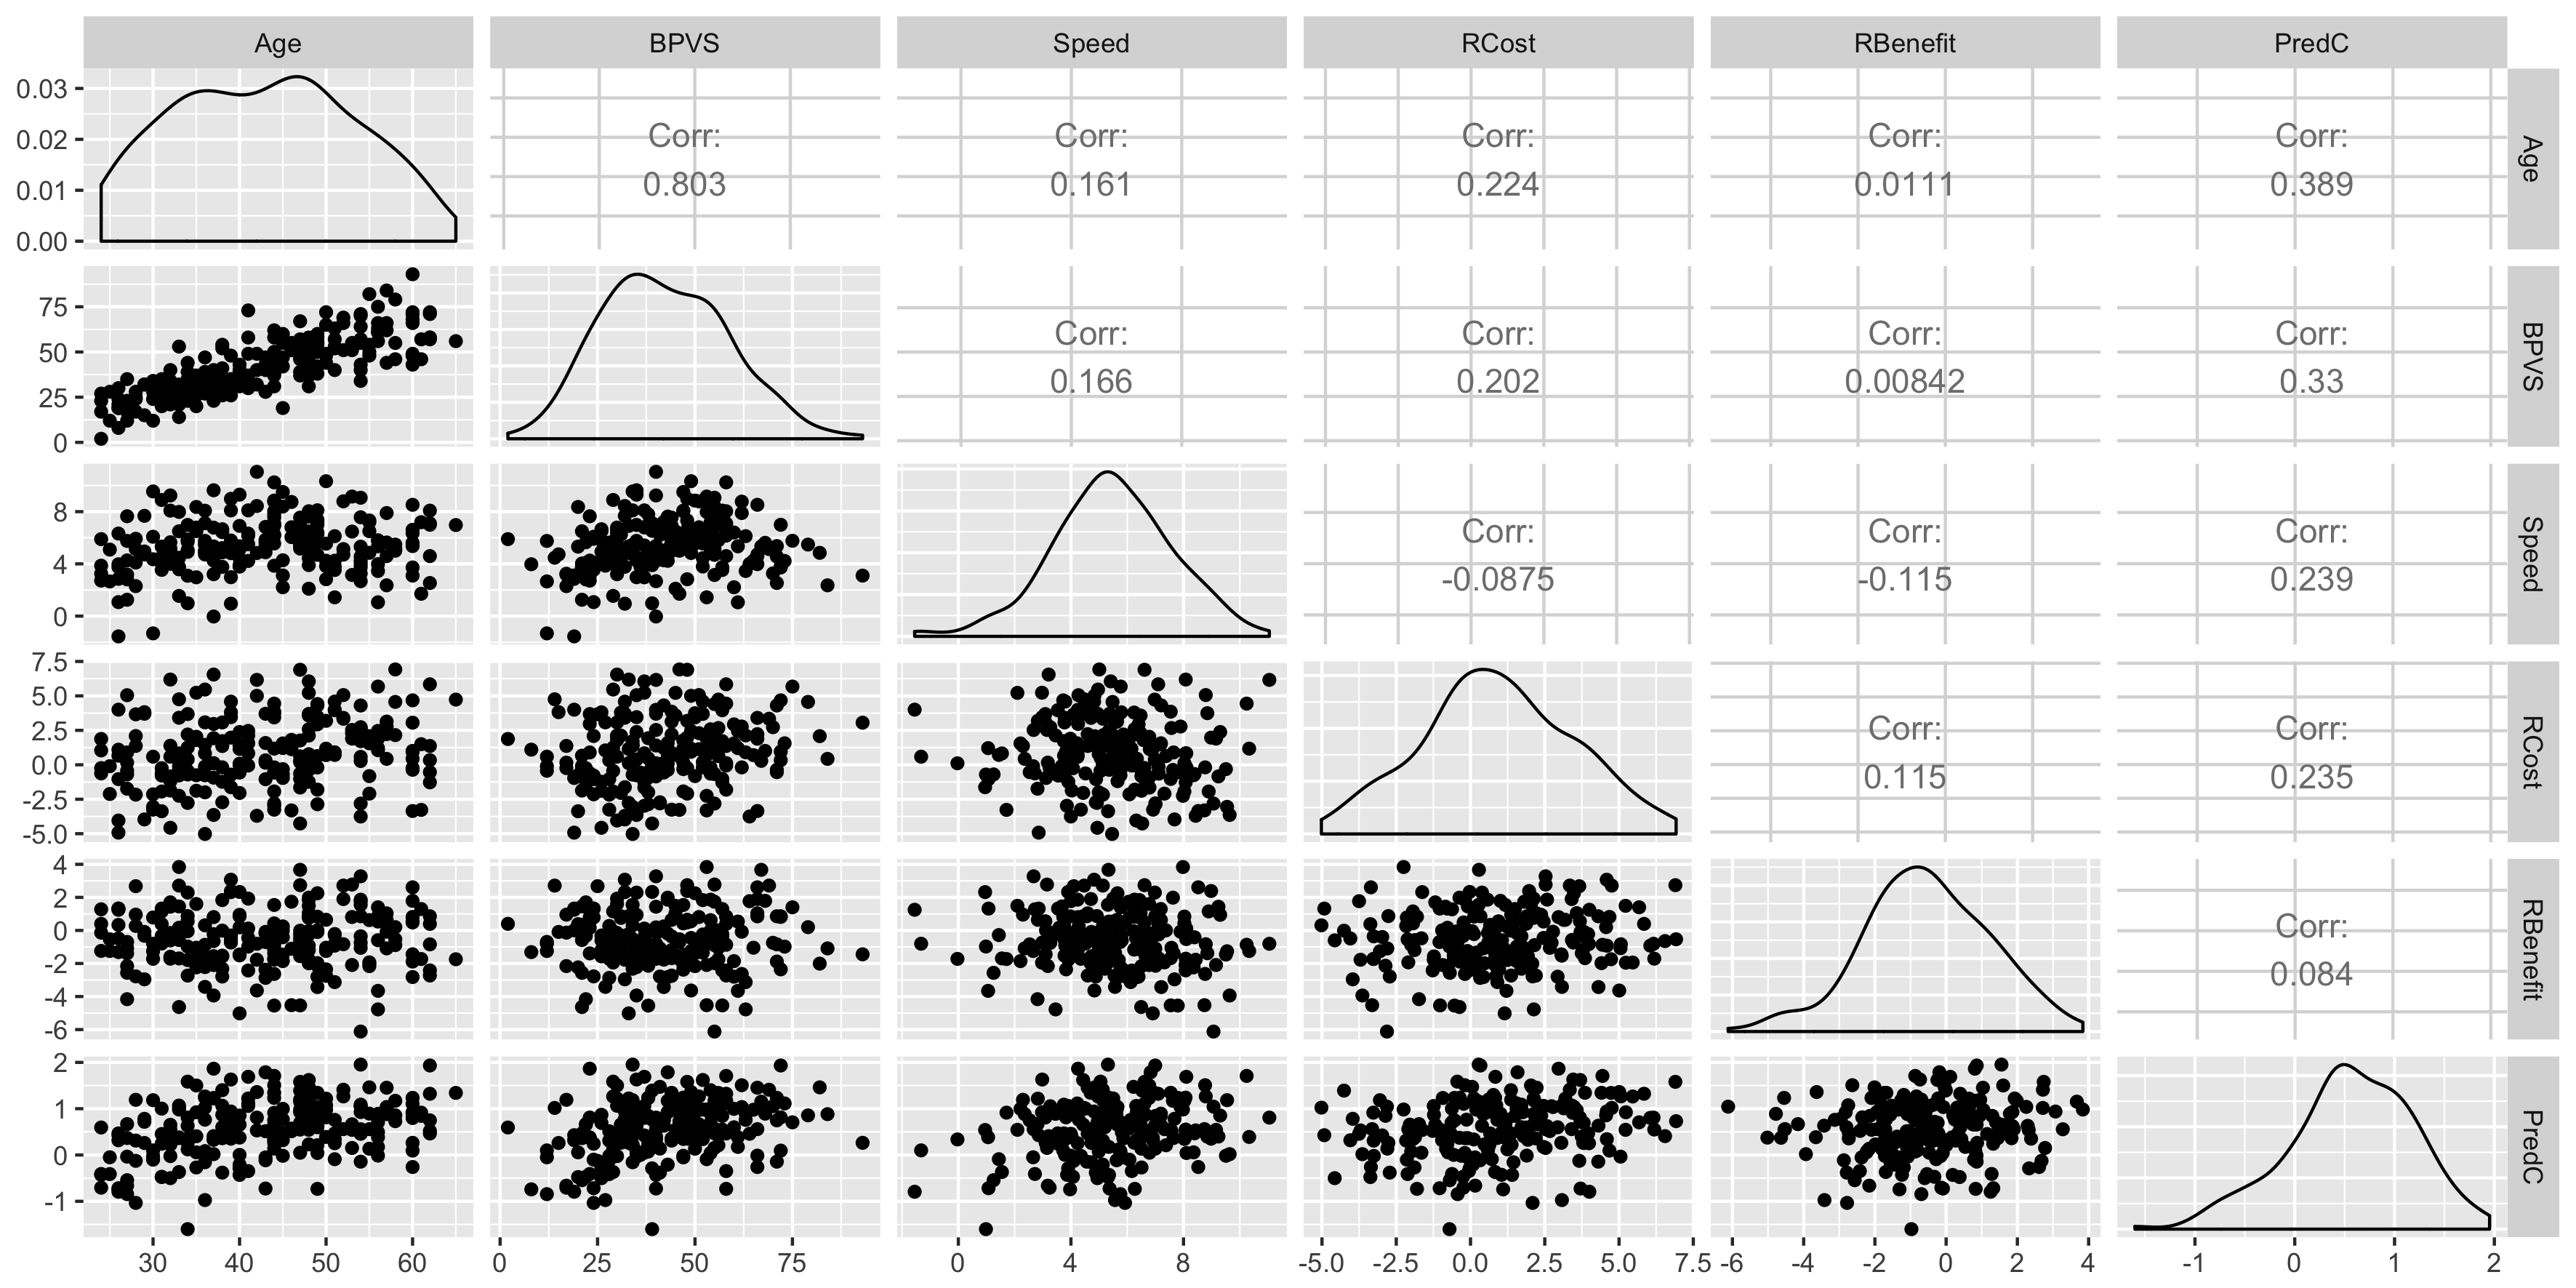 Age BPVS Speed RCost RBenefit PredC
0.03
0.02
0.01
0.00
Corr: Corr: Corr: Corr: Corr:
0.803 0.161 0.224 0.0111 0.389
Age
75
50
25
0
Corr: Corr: Corr: Corr:
0.166 0.202 0.00842 0.33
BPVS
8
4
0
Corr: Corr: Corr:
-0.0875 -0.115 0.239
Speed
7.5
5.0
2.5
0.0
-2.5
-5.0
Corr: Corr:
0.115 0.235
RCost
4
2
0
-2
-4
-6
Corr:
0.084
RBenefit
2
1
0
-1
PredC
30 40 50 60 0 25 50 75 0 4 8 -5.0 -2.5 0.0 2.5 5.0 7.5 -6 -4 -2 0 2 4 -1 0 1 2